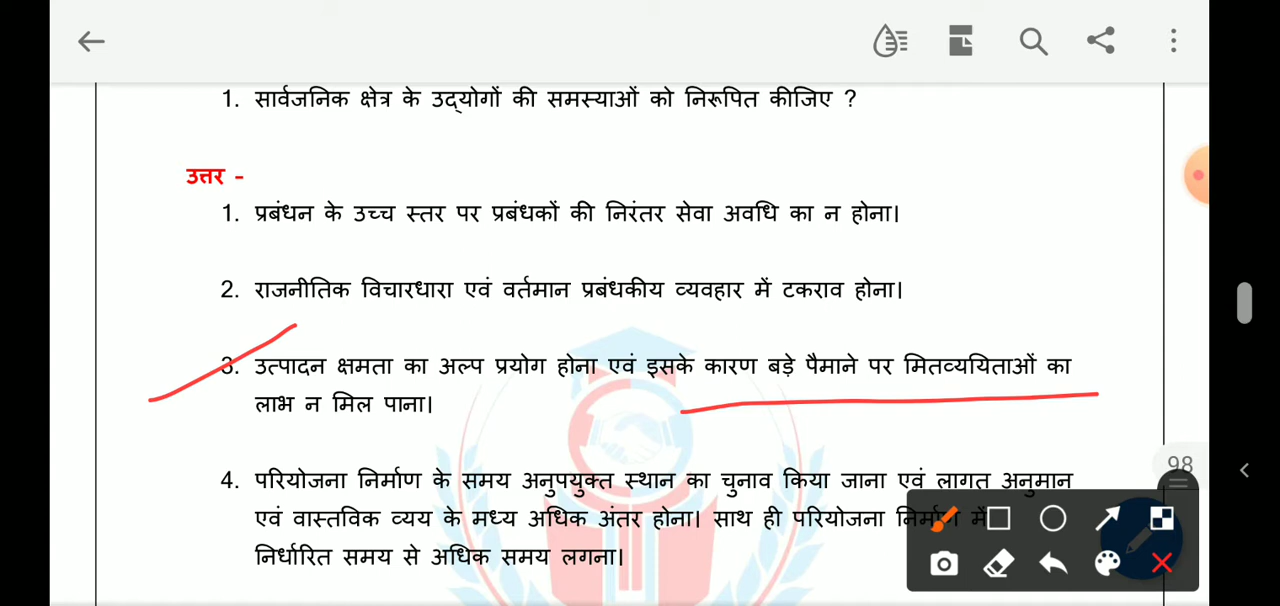 1. सार्वजनिक क्षेत्र के उद्योगों की समस्याओं को निरूपित कीजिए ?
उत्तर -
1. प्रबंधन के उच्च स्तर पर प्रबंधकों की निरंतर सेवा अवधि का न होना।
2. राजनीतिक विचारधारा एवं वर्तमान प्रबंधकीय व्यवहार में टकराव होना।
3. उत्पादन क्षमता का अल्प प्रयोग होना एवं इसके कारण बड़े पैमाने पर मितव्ययिताओं का
लाभ न मिल पाना।
98
4. परियोजना निर्माण के समय अनुपयुक्त स्थान का चुनाव किया जाना एवं लागत अनुमान
एवं वास्तविक व्यय के मध्य अधिक अंतर होना। साथ ही परियोजना निर्माण में
निर्धारित समय से अधिक समय लगना।